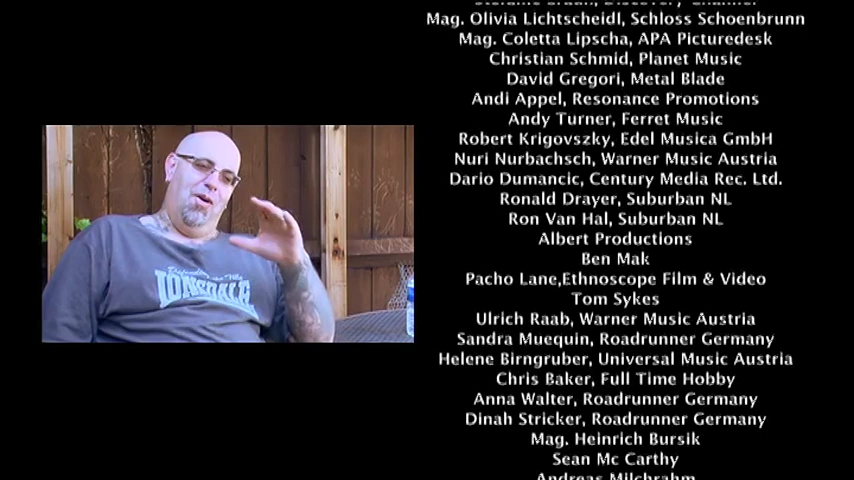 Mag. Olivia Lichtscheidl, Schloss Schoenbrunn
Mag. Coletta Lipscha, APA Picturedesk
Christian Schmid, Planet Music
David Gregori, Metal Blade
Andi Appel, Resonance Promotions
Andy Turner, Ferret Music
Robert Krigovszky, Edel Musica GmbH
Nuri Nurbachsch, Warner Music Austria
Dario Dumancic, Century Media Rec. Ltd.
Ronald Drayer, Suburban NL
Ron Van Hal, Suburban NL
Albert Productions
Ben Mak
Pacho Lane,Ethnoscope Film & Video
Tom Sykes
Ulrich Raab, Warner Music Austria
Sandra Muequin, Roadrunner Germany
Helene Birngruber, Universal Music Austria
Chris Baker, Full Time Hobby
Anna Walter, Roadrunner Germany
Dinah Stricker, Roadrunner Germany
Mag. Heinrich Bursik
Sean Mc Carthy
Andreas Milchrahm
LONSDALE